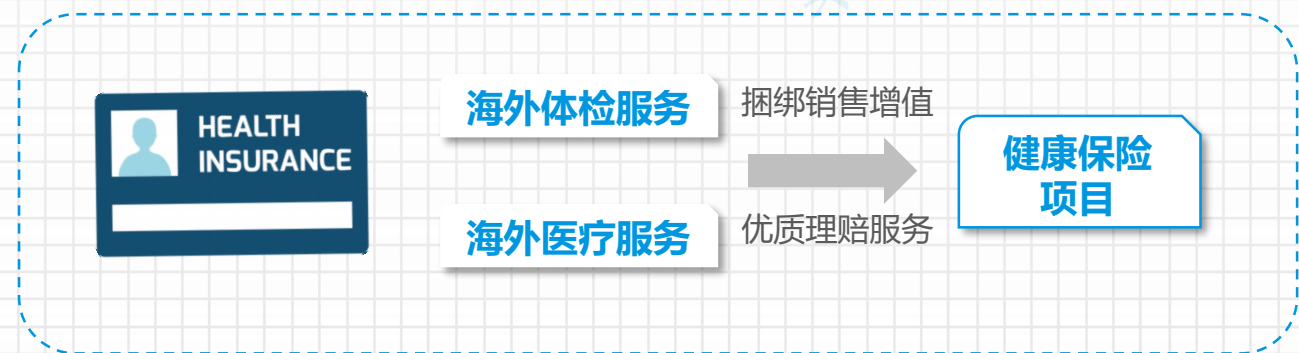 HEALTH
INSURANCE
海外体检服务
捆绑销售增值
海外医疗服务
优质理赔服务
健康保险
项目